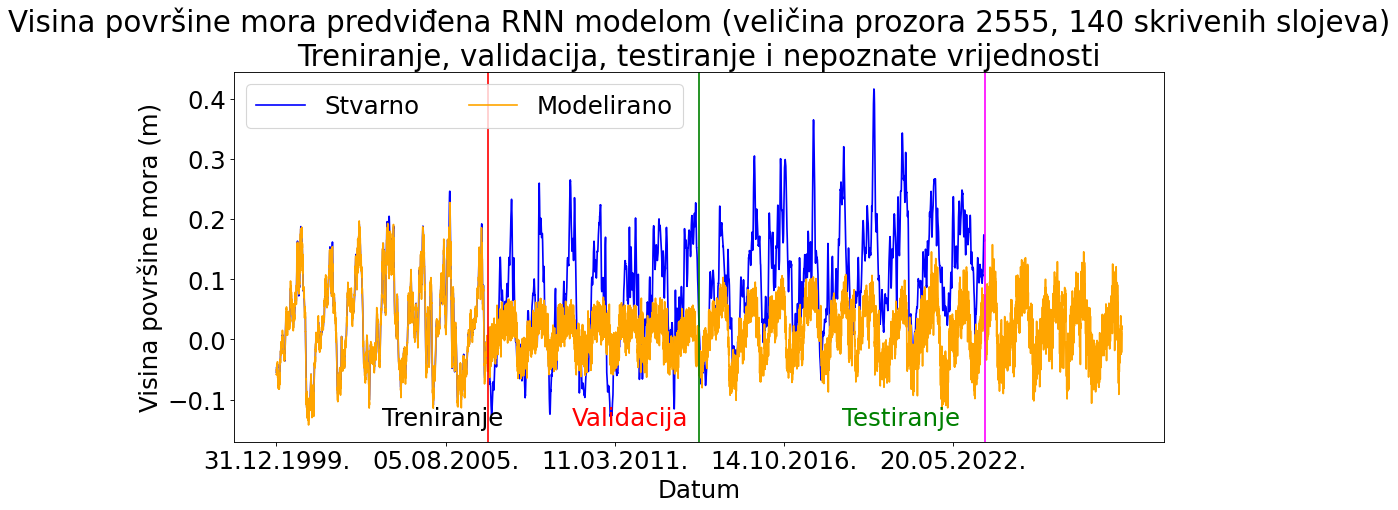 Visina površine mora predviđena RNN modelom (veličina prozora 2555, 140 skrivenih slojeva)
Treniranje, validacija, testiranje i nepoznate vrijednosti
Stvarno Modelirano
Visina površine mora (m)
0.4
0.3
0.2
0.1
0.0
−0.1
Treniranje Validacija Testiranje
31.12.1999. 05.08.2005. 11.03.2011. 14.10.2016. 20.05.2022.
Datum